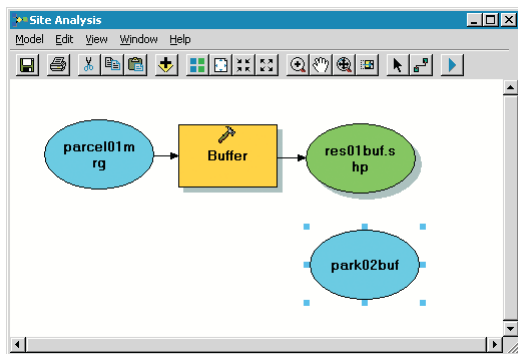 Site Analysis
Model Edit View Window Help
parcel01m
rg
Buffer
res01buf.s
hp
park02buf